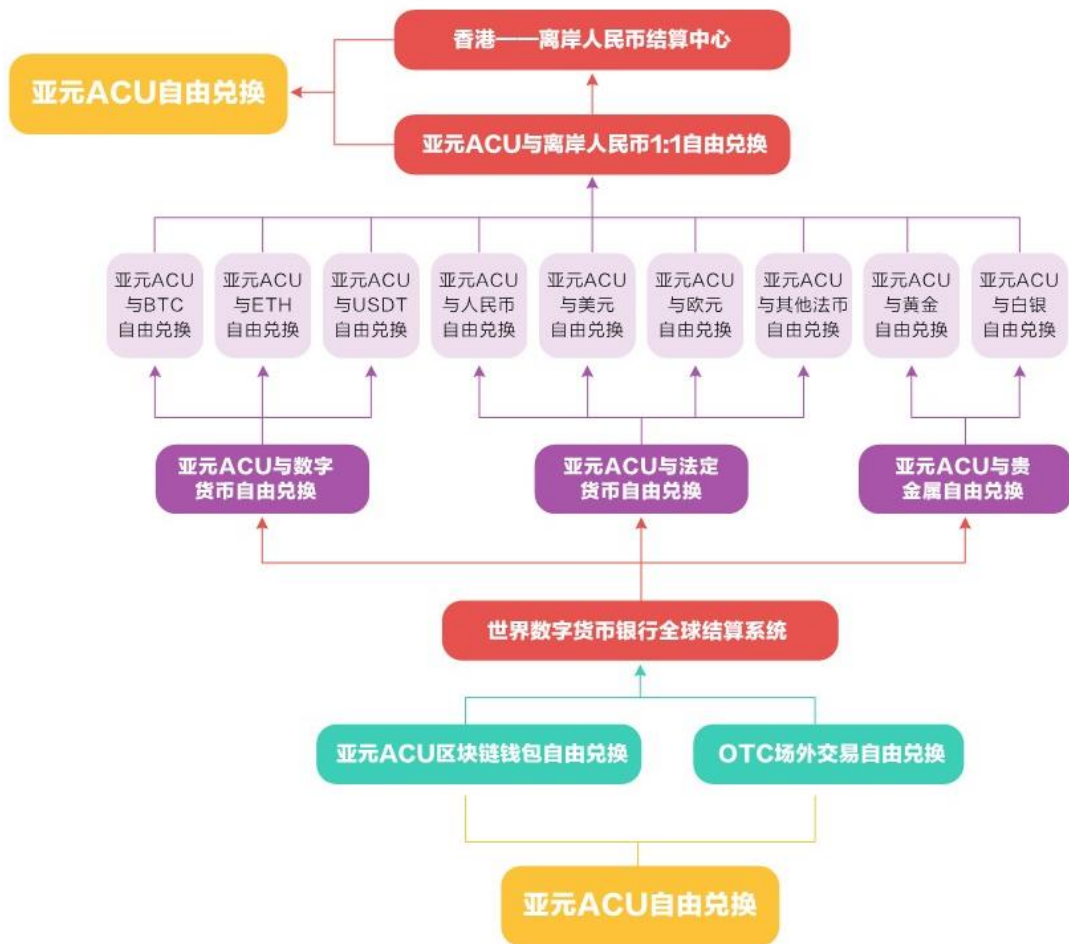 香港——离岸人民币结算中心
亚元ACU自由兑换
亚元ACU与离岸人民币1:1自由兑换
亚元ACU
与BTC
自由兑换
亚元ACU
与ETH
自由兑换
亚元ACU
与USDT
自由兑换
亚元ACU
与人民币
自由兑换
亚元ACU
与美元
自由兑换
亚元ACU
与欧元
自由兑换
亚元ACU
与其他法币
自由兑换
亚元ACU
与黄金
自由兑换
亚元ACU
与白银
自由兑换
亚元ACU与数字
货币自由兑换
亚元ACU与法定
货币自由兑换
亚元ACU与贵
金属自由兑换
世界数字货币银行全球结算系统
亚元ACU区块链钱包自由兑换
OTC场外交易自由兑换
亚元ACU自由兑换